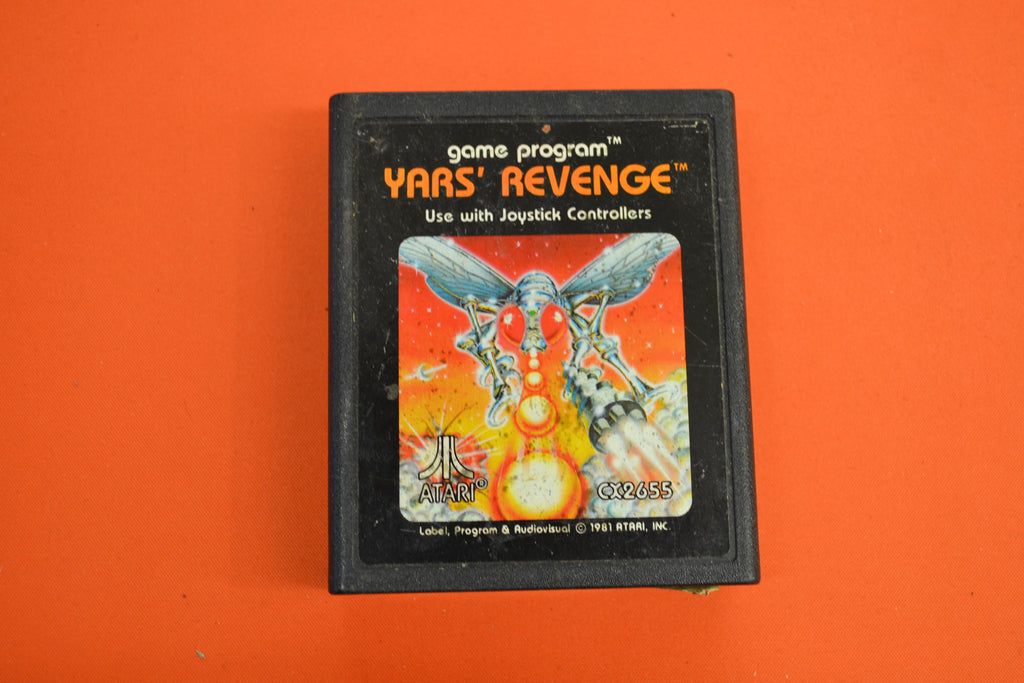 game program™
YARS' REVENGE™
Use with Joystick Controllers
ATARI®
CX2655
Label, Program & Audiovisual © 1981 ATARI, INC.